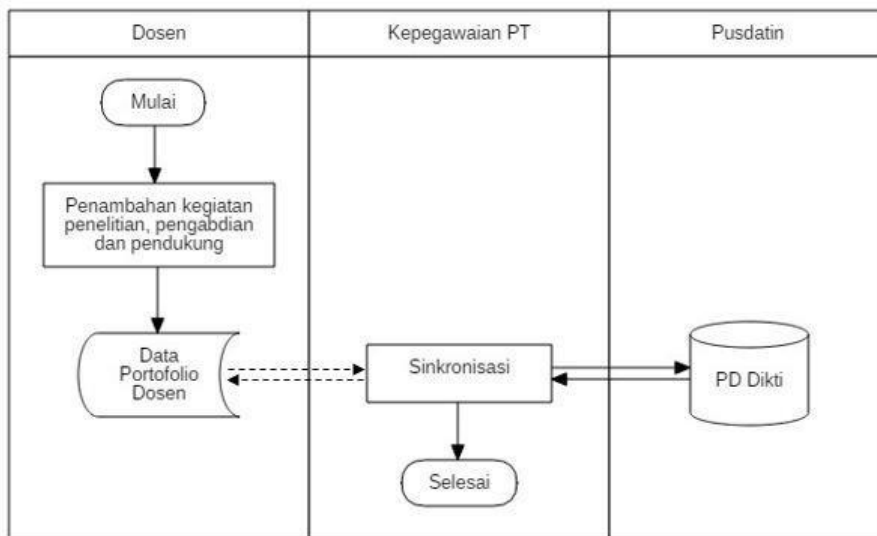 Dosen
Kepegawaian PT
Pusdatin
Mulai
Penambahan kegiatan
penelitian, pengabdian
dan pendukung
Data
Portofolio
Dosen
Sinkronisasi
PD Dikti
Selesai